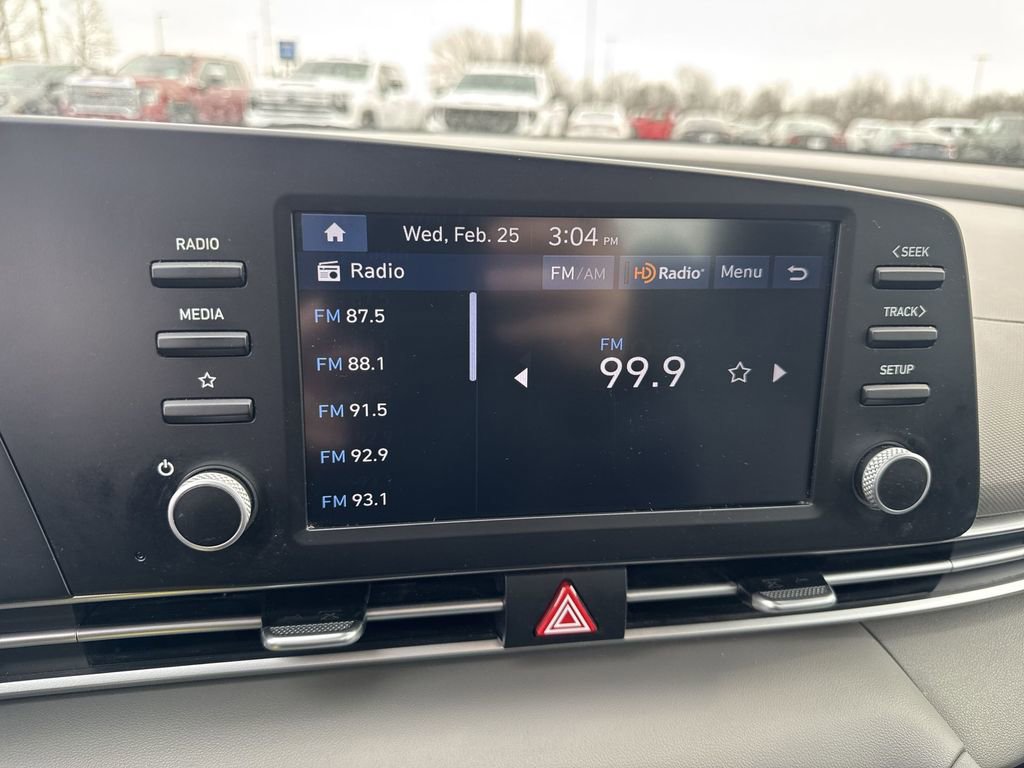 Wed, Feb. 25 3:04 PM
Radio FM/AM HD Radio Menu
FM 87.5
FM 88.1
FM 91.5
FM 92.9
FM 93.1
FM
99.9
RADIO
MEDIA
< SEEK
TRACK >
SETUP